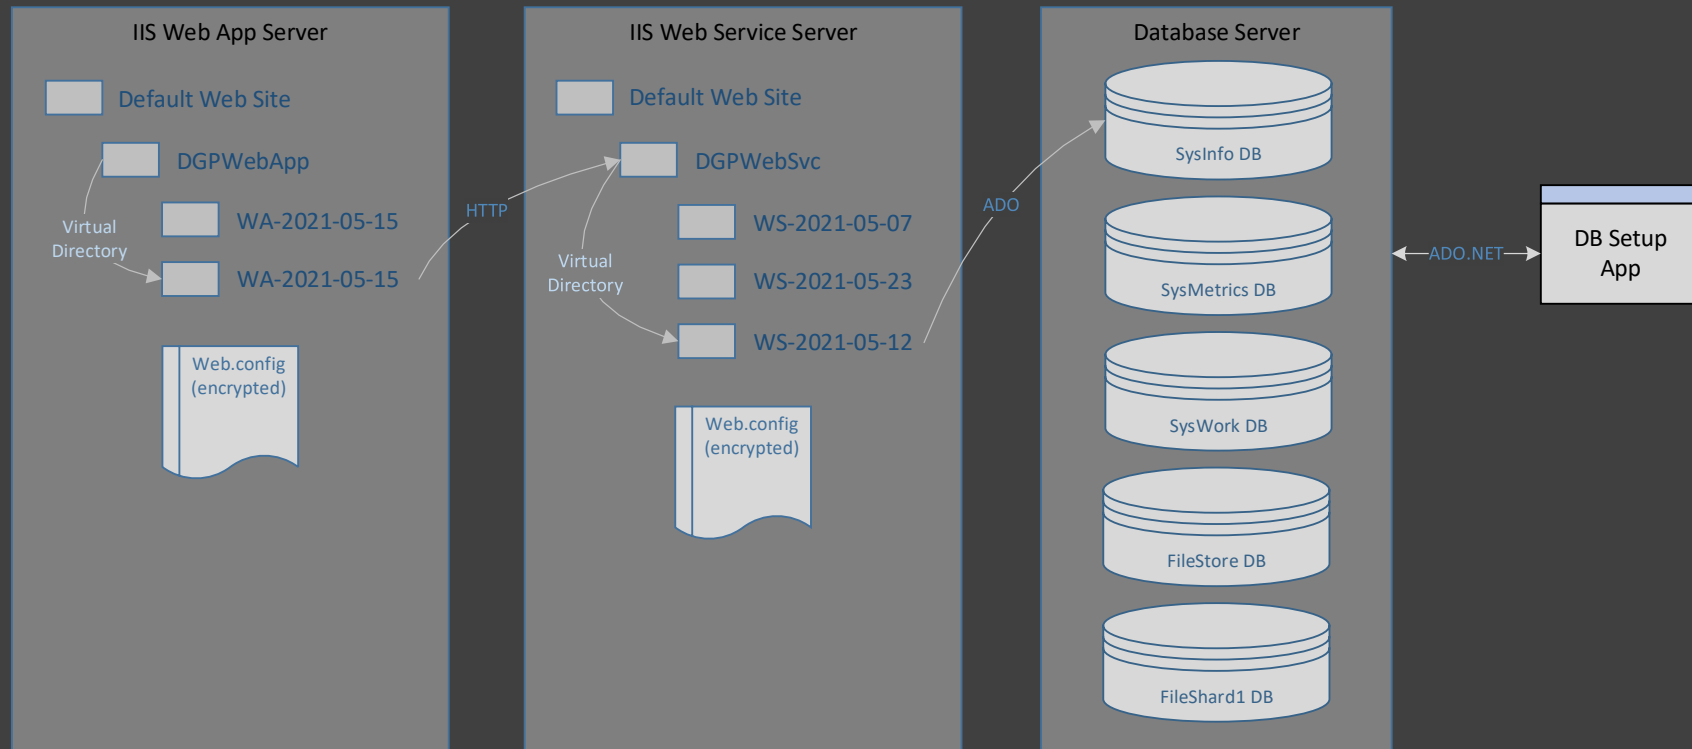 IIS Web App Server
Default Web Site
DGPWebApp
Virtual
Directory
WA-2021-05-15
WA-2021-05-15
Web.config
(encrypted)
HTTP
IIS Web Service Server
Default Web Site
DGPWebSvc
Virtual
Directory
WS-2021-05-07
WS-2021-05-23
WS-2021-05-12
Web.config
(encrypted)
ADO
Database Server
SysInfo DB
SysMetrics DB
SysWork DB
FileStore DB
FileShard1 DB
ADO.NET
DB Setup
App